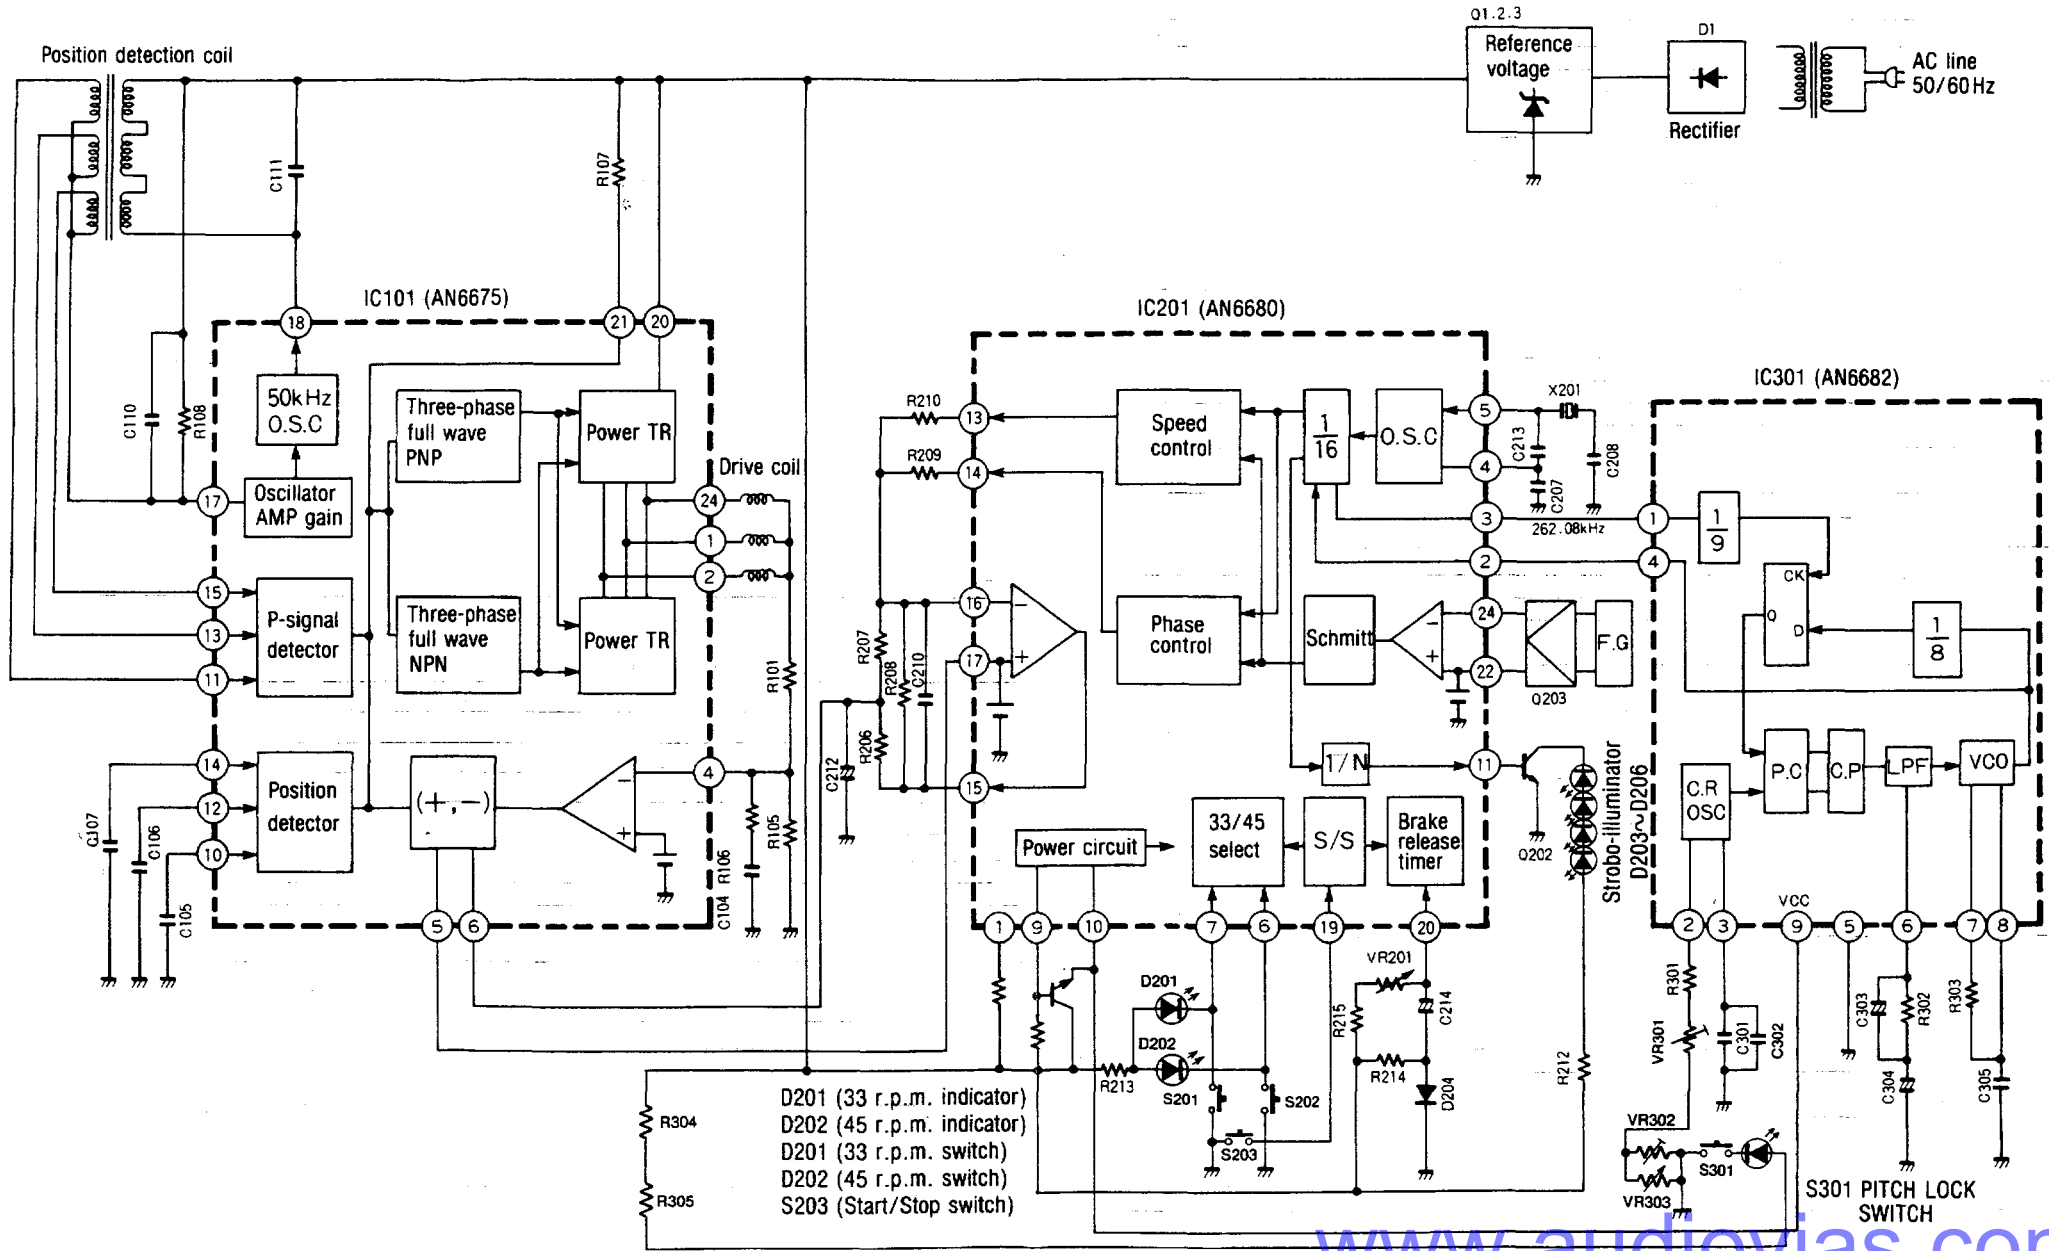 Position detection coil
Q1.2.3
Reference
voltage
D1
Rectifier
AC line
50/60Hz
C111
R107
IC101 (AN6675)
18
21
20
50kHz
O.S.C
Oscillator
AMP gain
C110
R108
17
Three-phase
full wave
PNP
Power TR
Drive coil
24
1
2
15
13
11
P-signal
detector
Three-phase
full wave
NPN
Power TR
R101
14
12
10
Position
detector
(+,-)
-
+
4
C107
C106
C105
C104
R106
R105
5
6
IC201 (AN6680)
R210
13
R209
14
Speed
control
1
16
O.S.C
5
4
3
2
X201
C213
C207
C208
262.08kHz
16
17
15
-
+
R207
R208
C210
R206
C212
Phase
control
Schmitt
-
+
24
22
F.G
Q203
1/N
11
Q202
Strobo-illuminator
D203~D206
Power circuit
33/45
select
S/S
Brake
release
timer
1
9
10
7
6
19
20
D201
D202
R213
S201
S202
S203
VR201
R215
C214
R214
D204
R212
IC301 (AN6682)
1
4
1
9
CK
Q
D
1
8
C.R
OSC
P.C
C.P
LPF
VCO
VCC
2
3
9
5
6
7
8
R301
VR301
C301
C302
C303
R302
C304
R303
C305
VR302
VR303
S301
S301 PITCH LOCK
SWITCH
R304
R305
D201 (33 r.p.m. indicator)
D202 (45 r.p.m. indicator)
D201 (33 r.p.m. switch)
D202 (45 r.p.m. switch)
S203 (Start/Stop switch)
www.audiovias.com